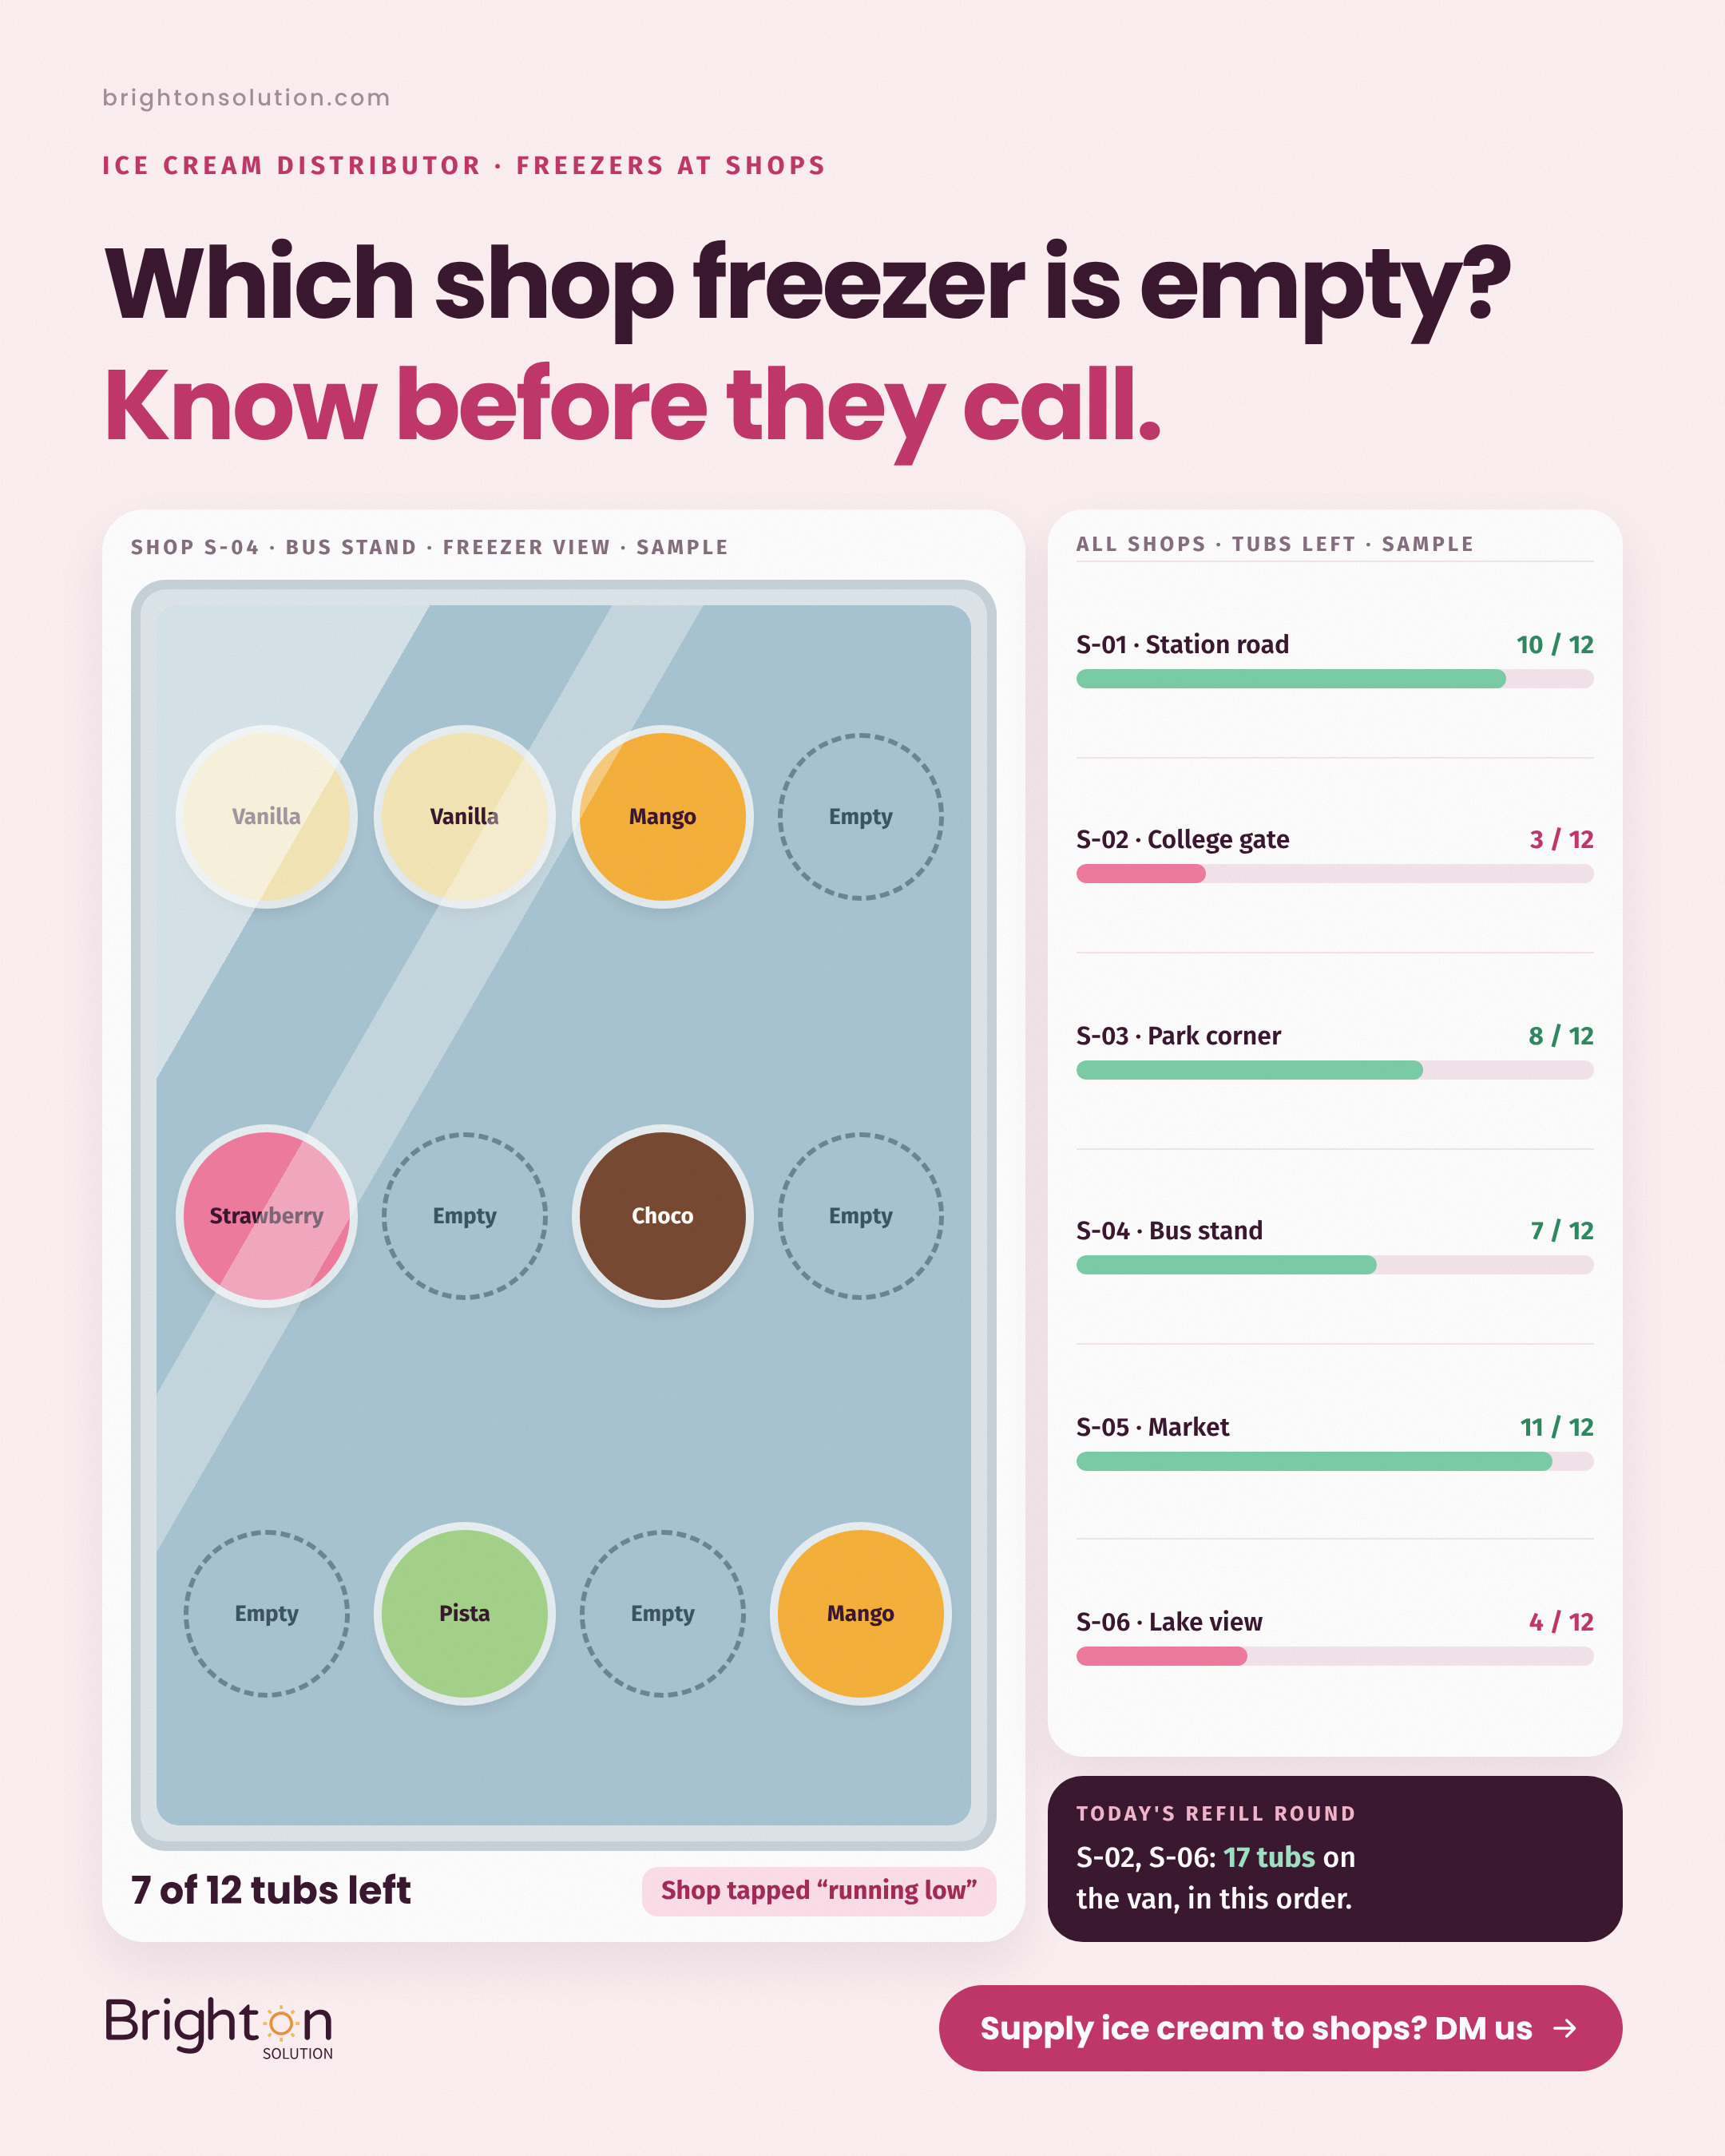 brightonsolution.com
ICE CREAM DISTRIBUTOR · FREEZERS AT SHOPS
Which shop freezer is empty?
Know before they call.
SHOP S-04 · BUS STAND · FREEZER VIEW · SAMPLE
Vanilla
Vanilla
Mango
Empty
Strawberry
Empty
Choco
Empty
Empty
Pista
Empty
Mango
7 of 12 tubs left
Shop tapped “running low”
ALL SHOPS · TUBS LEFT · SAMPLE
S-01 · Station road 10 / 12
S-02 · College gate 3 / 12
S-03 · Park corner 8 / 12
S-04 · Bus stand 7 / 12
S-05 · Market 11 / 12
S-06 · Lake view 4 / 12
TODAY'S REFILL ROUND
S-02, S-06: 17 tubs on
the van, in this order.
Brighton
SOLUTION
Supply ice cream to shops? DM us →